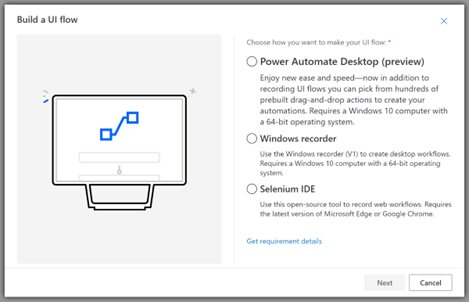 Build a UI flow
Choose how you want to make your UI flow: *
Power Automate Desktop (preview)
Enjoy new ease and speed—now in addition to
recording UI flows you can pick from hundreds of
prebuilt drag-and-drop actions to create your
automations. Requires a Windows 10 computer with
a 64-bit operating system.
Windows recorder
Use the Windows recorder (V1) to create desktop workflows.
Requires a Windows 10 computer with a 64-bit operating
system.
Selenium IDE
Use this open-source tool to record web workflows. Requires
the latest version of Microsoft Edge or Google Chrome.
Get requirement details
Next
Cancel